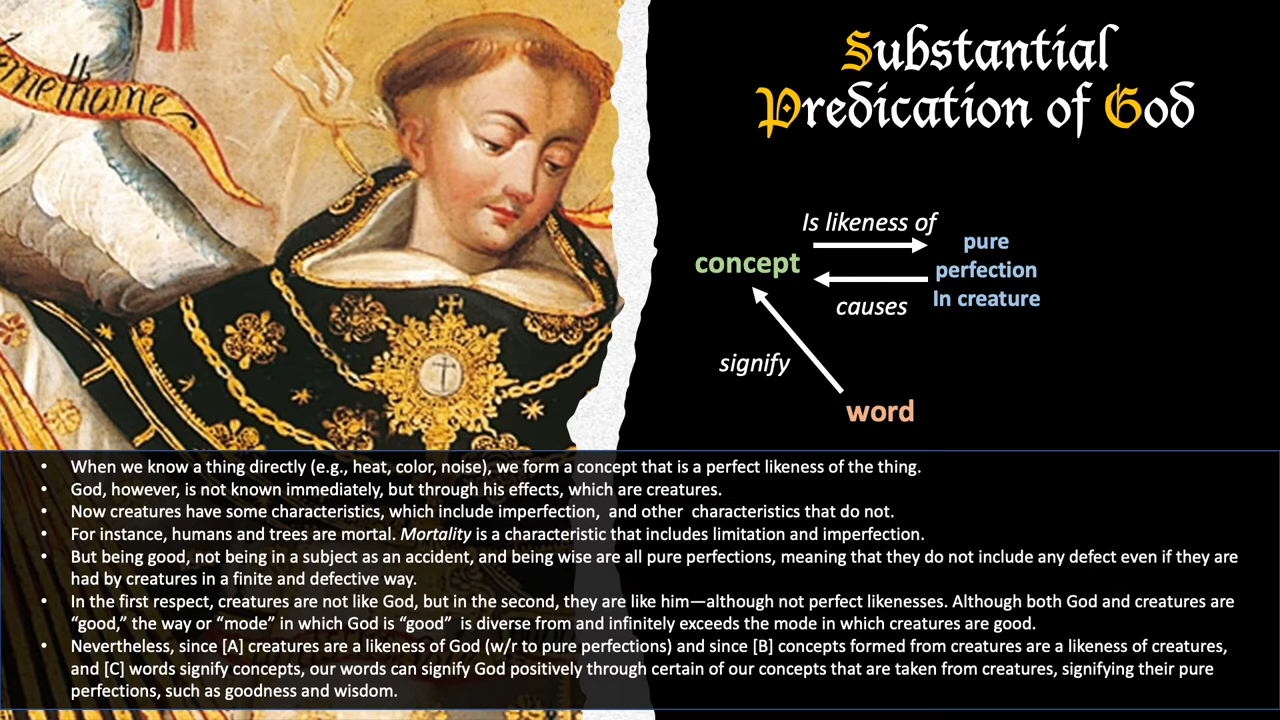 Substantial
Predication of God
Is likeness of
pure
concept
perfection
In creature
causes
signify
word
• When we know a thing directly (e.g., heat, color, noise), we form a concept that is a perfect likeness of the thing.
• God, however, is not known immediately, but through his effects, which are creatures.
• Now creatures have some characteristics, which include imperfection, and other characteristics that do not.
• For instance, humans and trees are mortal. Mortality is a characteristic that includes limitation and imperfection.
• But being good, not being in a subject as an accident, and being wise are all pure perfections, meaning that they do not include any defect even if they are
had by creatures in a finite and defective way.
• In the first respect, creatures are not like God, but in the second, they are like him—although not perfect likenesses. Although both God and creatures are
“good,” the way or “mode” in which God is “good” is diverse from and infinitely exceeds the mode in which creatures are good.
• Nevertheless, since [A] creatures are a likeness of God (w/r to pure perfections) and since [B] concepts formed from creatures are a likeness of creatures,
and [C] words signify concepts, our words can signify God positively through certain of our concepts that are taken from creatures, signifying their pure
perfections, such as goodness and wisdom.